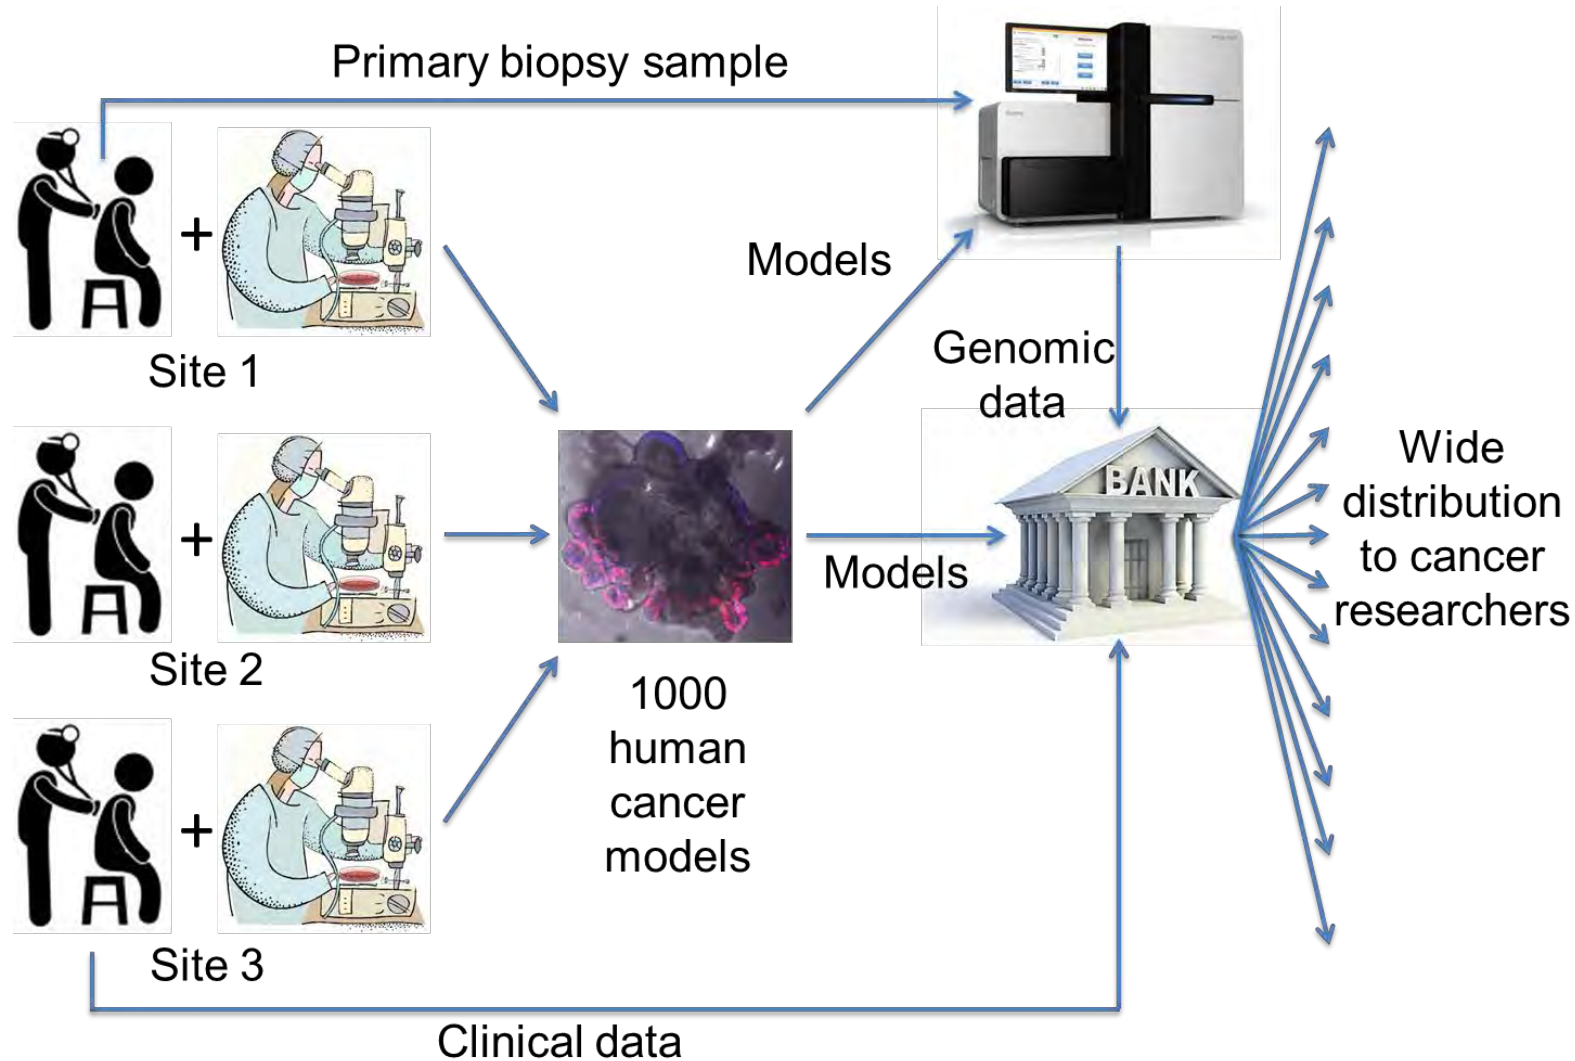 Primary biopsy sample
Site 1
Site 2
Site 3
1000
human
cancer
models
Models
Models
Genomic
data
BANK
Clinical data
Wide
distribution
to cancer
researchers